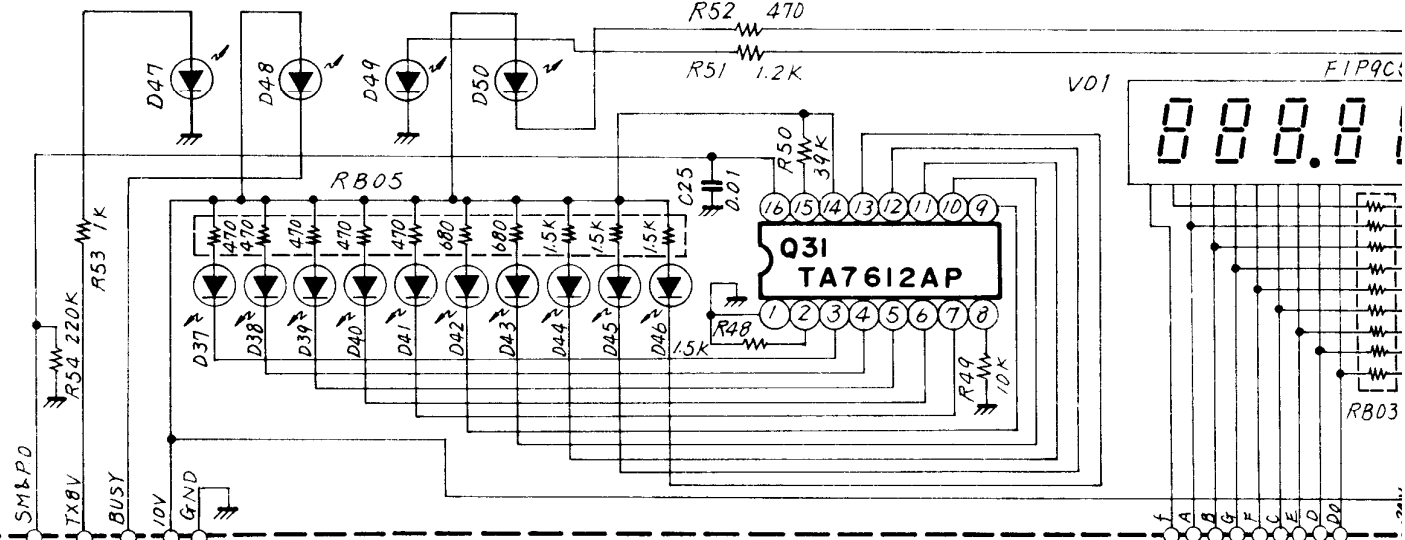 R52 470
R51 1.2K
D47
D48
D49
D50
V01
FIP9C5
RB05
C25
0.01
R50
39K
R53 1K
470
470
470
470
470
680
680
1.5K
1.5K
1.5K
16 15 14 13 12 11 10 9
Q31
TA7612AP
1 2 3 4 5 6 7 8
D37
D38
D39
D40
D41
D42
D43
D44
D45
D46
R48
1.5K
R49
10K
R54 220K
RB03
SM&PO
TX8V
BUSY
10V
GND
f
A
B
G
F
C
E
D